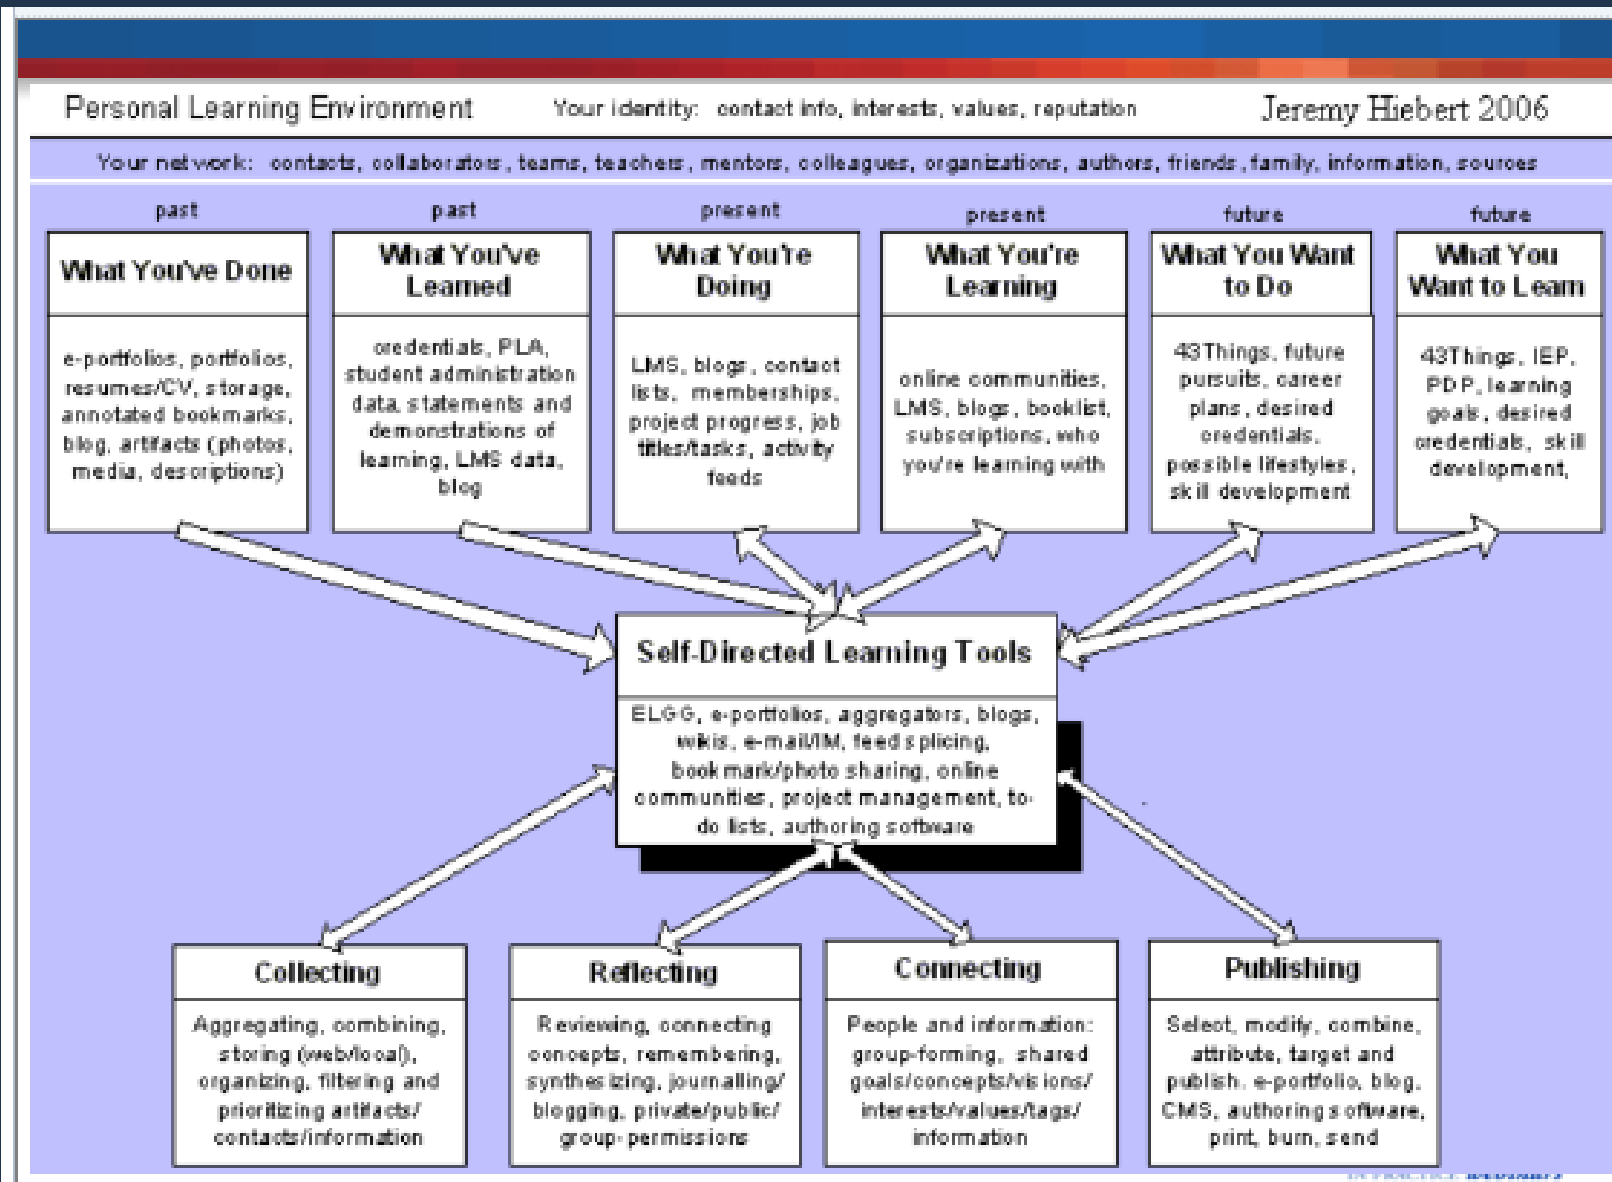 Personal Learning Environment
Your identity: contact info, interests, values, reputation
Jeremy Hiebert 2006
Your network: contacts, collaborators, teams, teachers, mentors, colleagues, organizations, authors, friends, family, information, sources
past
past
present
present
future
future
What You've Done
e-portfolios, portfolios,
resumes/CV, storage,
annotated bookmarks,
blog, artifacts (photos,
media, descriptions)
What You've
Learned
credentials, PLA,
student administration
data, statements and
demonstrations of
learning, LMS data,
blog
What You're
Doing
LMS, blogs, contact
lists, memberships,
project progress, job
titles/tasks, activity
feeds
What You're
Learning
online communities,
LMS, blogs, booklist,
subscriptions, who
you're learning with
What You Want
to Do
43Things, future
pursuits, career
plans, desired
credentials,
possible lifestyles,
skill development
What You
Want to Learn
43Things, IEP,
PDP, learning
goals, desired
credentials, skill
development,
Self-Directed Learning Tools
ELGG, e-portfolios, aggregators, blogs,
wikis, e-mail/IM, feed splicing,
bookmark/photo sharing, online
communities, project management, to-
do lists, authoring software
Collecting
Aggregating, combining,
storing (web/local),
organizing, filtering and
prioritizing artifacts/
contacts/information
Reflecting
Reviewing, connecting
concepts, remembering,
synthesizing, journalling/
blogging, private/public/
group-permissions
Connecting
People and information:
group-forming, shared
goals/concepts/visions/
interests/values/tags/
information
Publishing
Select, modify, combine,
attribute, target and
publish. e-portfolio, blog,
CMS, authoring software,
print, burn, send